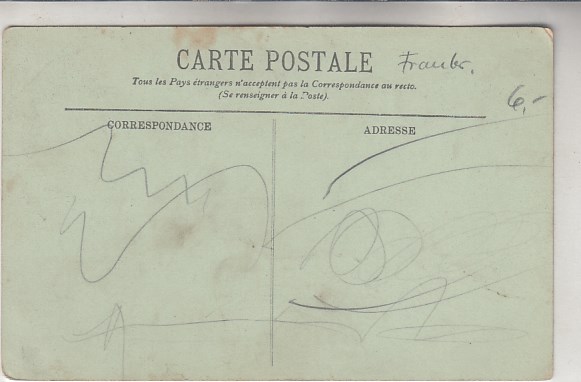 CARTE POSTALE
Tous les Pays étrangers n'acceptent pas la Correspondance au recto.
(Se renseigner à la Poste).
6,-
CORRESPONDANCE
ADRESSE